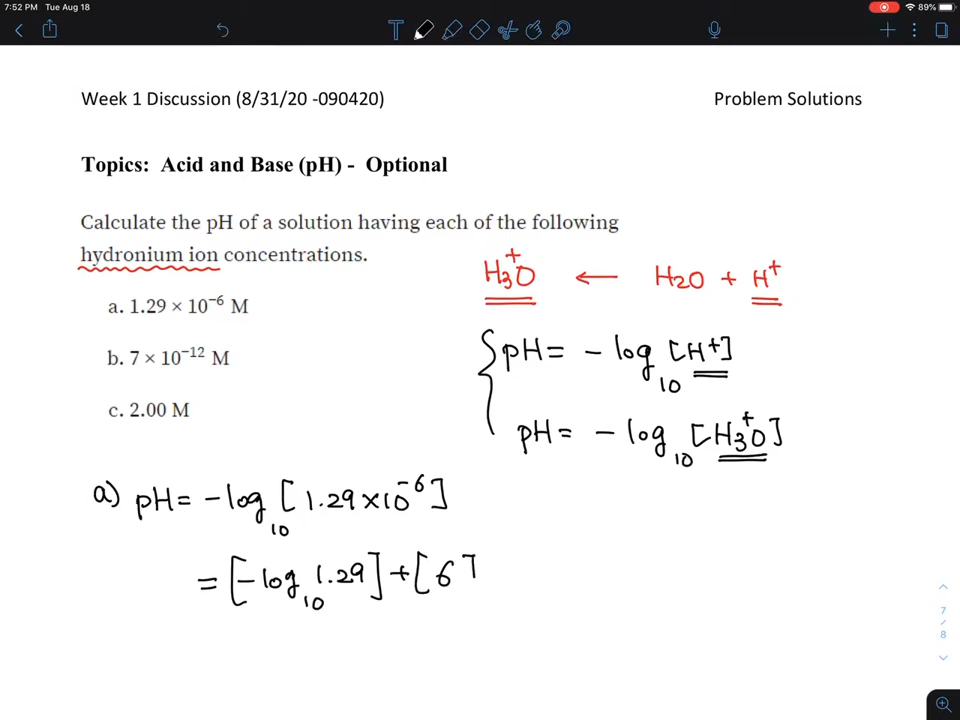 7:52 PM Tue Aug 18
89%
Week 1 Discussion (8/31/20 -090420) Problem Solutions
Topics: Acid and Base (pH) - Optional
Calculate the pH of a solution having each of the following
hydronium ion concentrations.
H₃O⁺ ← H2O + H⁺
a. 1.29 × 10⁻⁶ M
pH = - log₁₀ [H⁺]
b. 7 × 10⁻¹² M
c. 2.00 M
pH = - log₁₀ [H₃O⁺]
a) pH = - log₁₀ [1.29 × 10⁻⁶]
= [- log₁₀ 1.29] + [6]
7
/
8